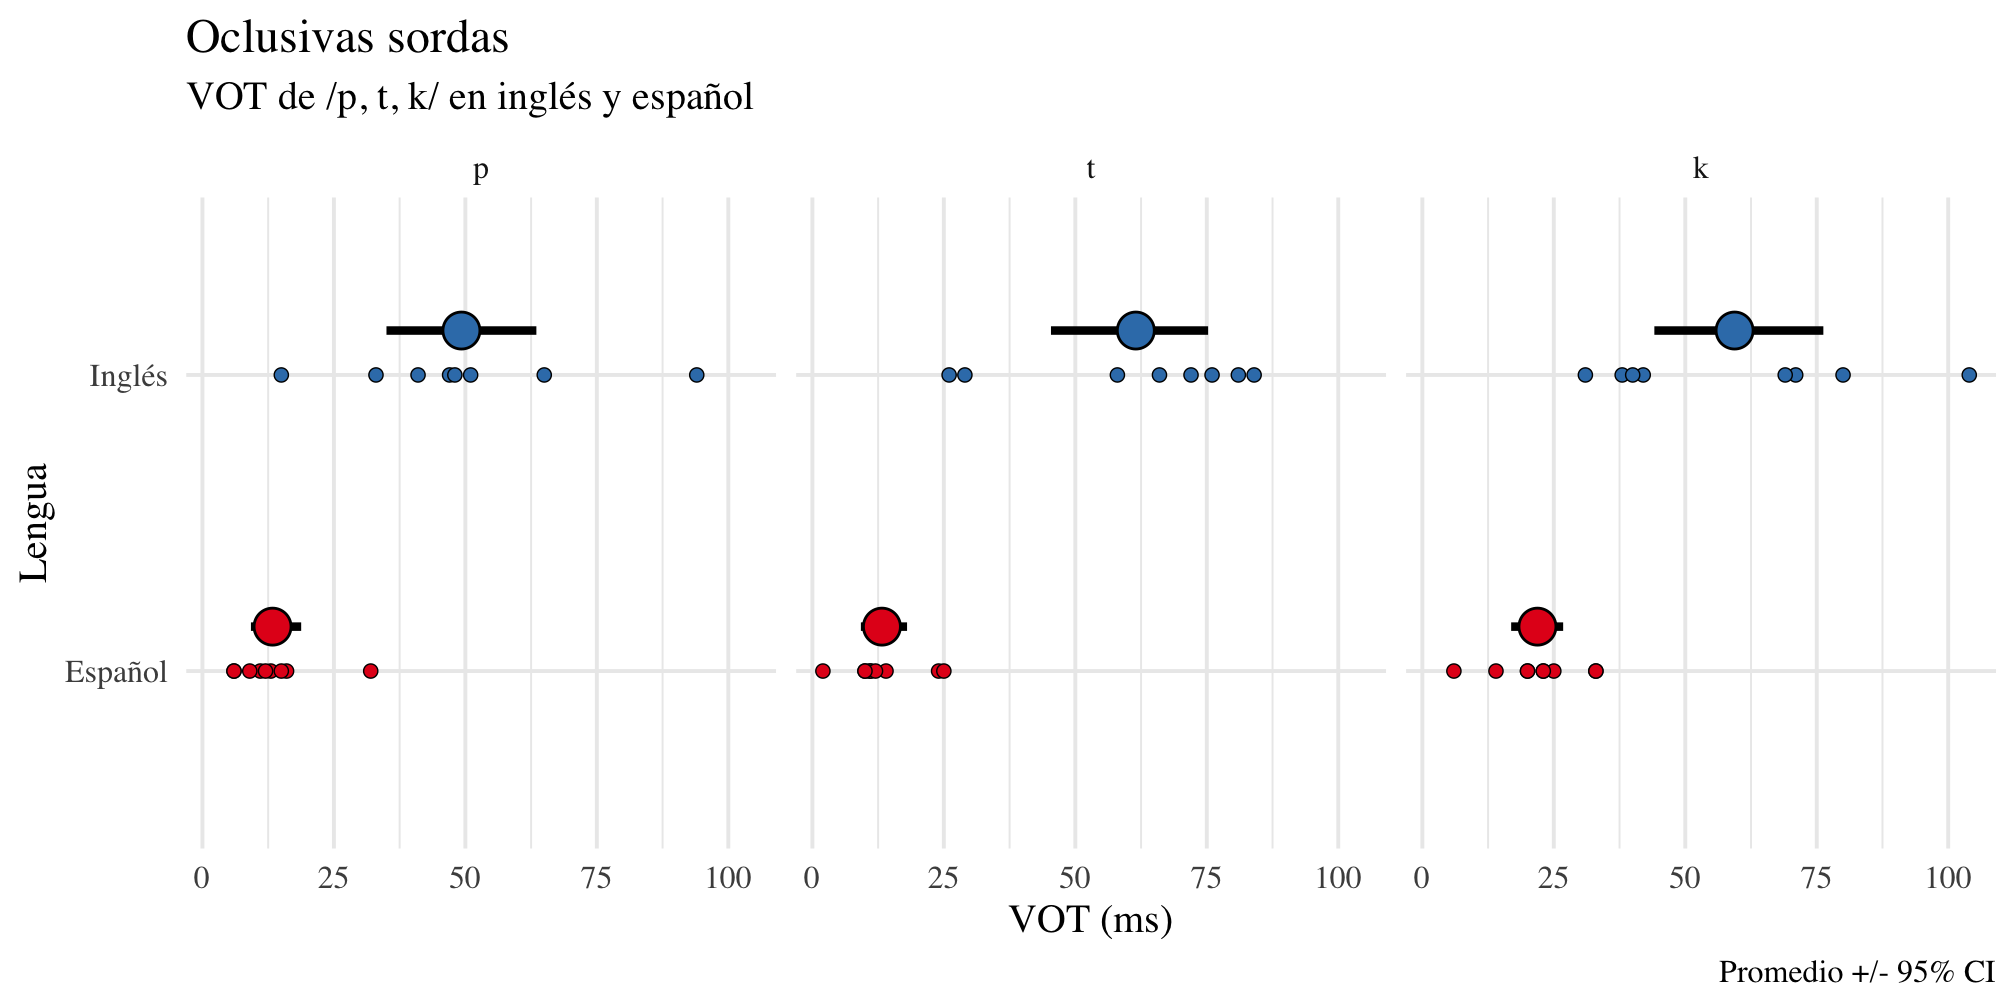 Oclusivas sordas
VOT de /p, t, k/ en inglés y español
p t k
Lengua
Inglés
Español
0 25 50 75 100 0 25 50 75 100 0 25 50 75 100
VOT (ms)
Promedio +/- 95% CI